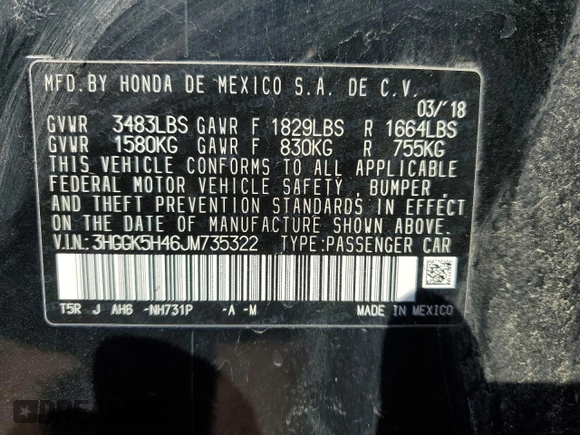 MFD.BY HONDA DE MEXICO S.A. DE C.V.
03/'18
GVWR 3483LBS GAWR F 1829LBS R 1664LBS
GVWR 1580KG GAWR F 830KG R 755KG
THIS VEHICLE CONFORMS TO ALL APPLICABLE
FEDERAL MOTOR VEHICLE SAFETY , BUMPER ,
AND THEFT PREVENTION STANDARDS IN EFFECT
ON THE DATE OF MANUFACTURE SHOWN ABOVE.
V.I.N.: 3HGGK5H46JM735322 TYPE:PASSENGER CAR
T5R J AH6 -NH731P -A -M MADE IN MEXICO